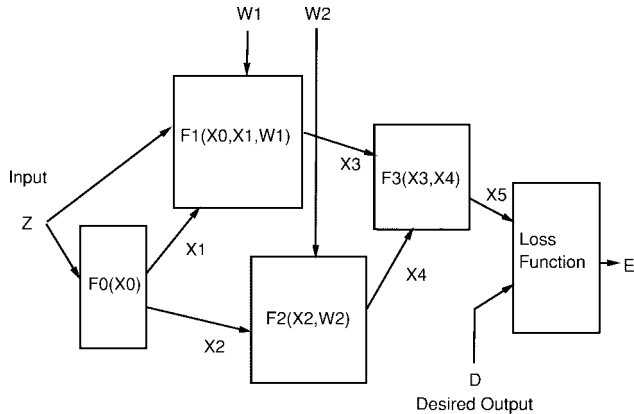 W1
W2
F1(X0,X1,W1)
X3
F3(X3,X4)
Input
X5
Z
X1
Loss
Function
E
X4
F0(X0)
F2(X2,W2)
X2
D
Desired Output